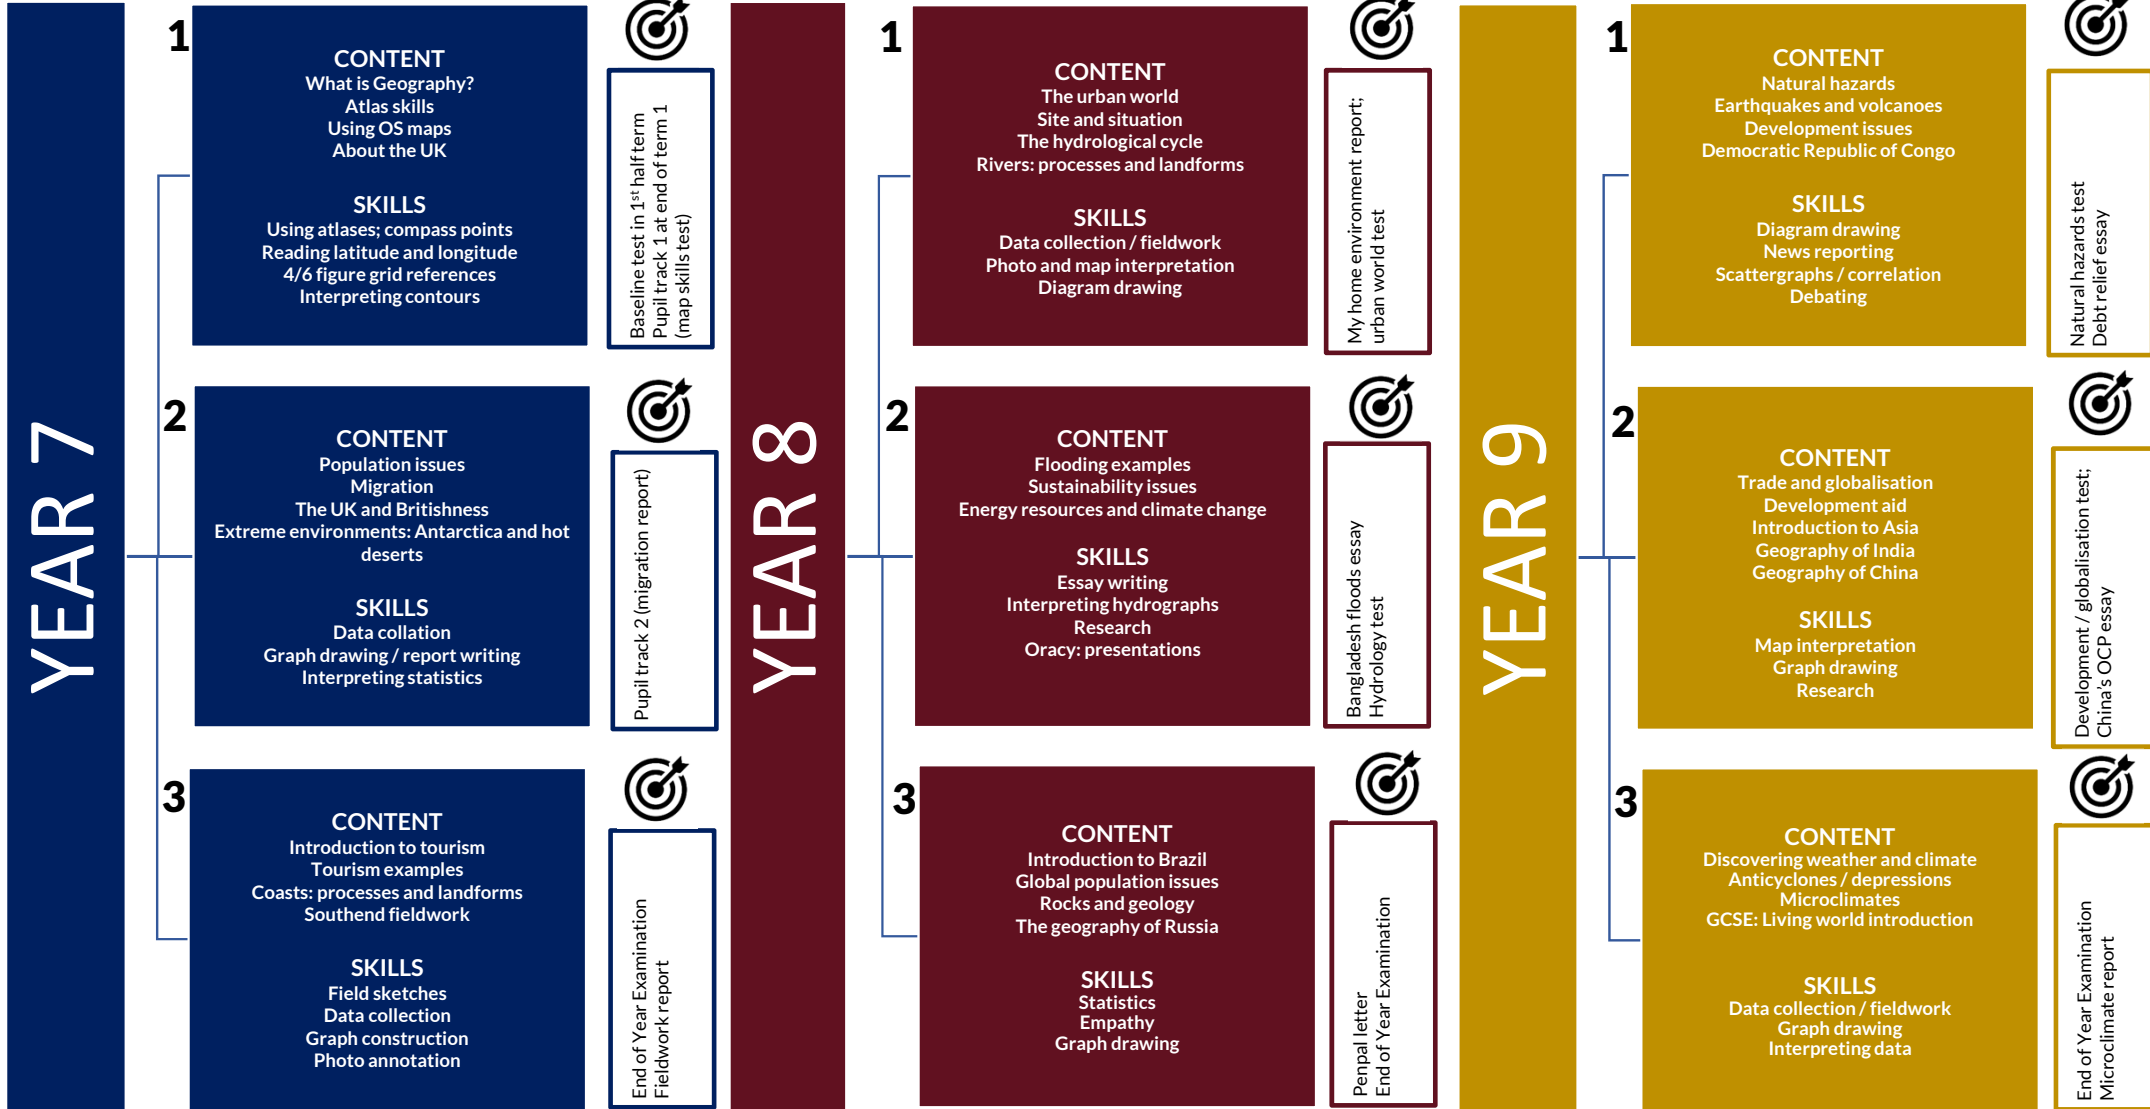 YEAR 7
1
CONTENT
What is Geography?
Atlas skills
Using OS maps
About the UK
SKILLS
Using atlases; compass points
Reading latitude and longitude
4/6 figure grid references
Interpreting contours
Baseline test in 1st half term
Pupil track 1 at end of term 1
(map skills test)
2
CONTENT
Population issues
Migration
The UK and Britishness
Extreme environments: Antarctica and hot
deserts
SKILLS
Data collation
Graph drawing / report writing
Interpreting statistics
Pupil track 2 (migration report)
3
CONTENT
Introduction to tourism
Tourism examples
Coasts: processes and landforms
Southend fieldwork
SKILLS
Field sketches
Data collection
Graph construction
Photo annotation
End of Year Examination
Fieldwork report
YEAR 8
1
CONTENT
The urban world
Site and situation
The hydrological cycle
Rivers: processes and landforms
SKILLS
Data collection / fieldwork
Photo and map interpretation
Diagram drawing
My home environment report;
urban world test
2
CONTENT
Flooding examples
Sustainability issues
Energy resources and climate change
SKILLS
Essay writing
Interpreting hydrographs
Research
Oracy: presentations
Bangladesh floods essay
Hydrology test
3
CONTENT
Introduction to Brazil
Global population issues
Rocks and geology
The geography of Russia
SKILLS
Statistics
Empathy
Graph drawing
Penpal letter
End of Year Examination
YEAR 9
1
CONTENT
Natural hazards
Earthquakes and volcanoes
Development issues
Democratic Republic of Congo
SKILLS
Diagram drawing
News reporting
Scattergraphs / correlation
Debating
Natural hazards test
Debt relief essay
2
CONTENT
Trade and globalisation
Development aid
Introduction to Asia
Geography of India
Geography of China
SKILLS
Map interpretation
Graph drawing
Research
Development / globalisation test;
China's OCP essay
3
CONTENT
Discovering weather and climate
Anticyclones / depressions
Microclimates
GCSE: Living world introduction
SKILLS
Data collection / fieldwork
Graph drawing
Interpreting data
End of Year Examination
Microclimate report